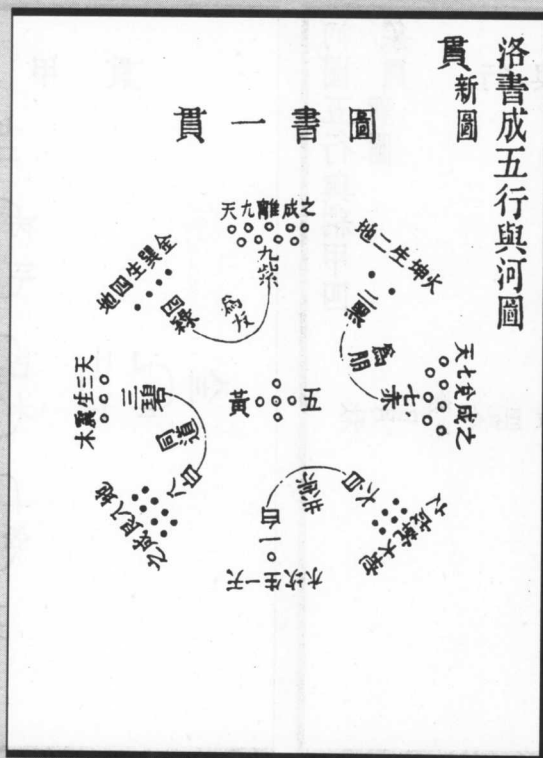 洛書成五行與河圖
貫新圖
圖書一貫
天九離成之
九紫
為友
四綠
地四生巽金
地二生坤火
二黑
為朋
七赤
天七兌成之
五黃
天三生震木
三碧
同道
八白
地八艮成之
六白
共宗
一白
天一生坎水
地六乾成之